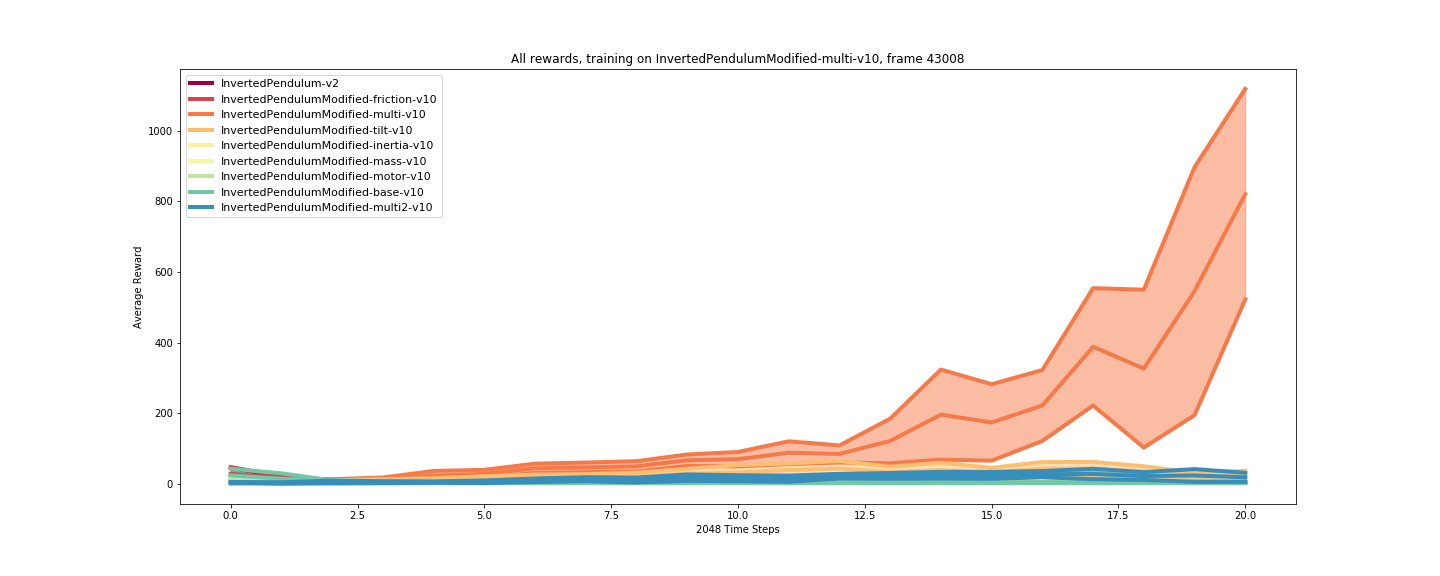 All rewards, training on InvertedPendulumModified-multi-v10, frame 43008
InvertedPendulum-v2
InvertedPendulumModified-friction-v10
InvertedPendulumModified-multi-v10
InvertedPendulumModified-tilt-v10
InvertedPendulumModified-inertia-v10
InvertedPendulumModified-mass-v10
InvertedPendulumModified-motor-v10
InvertedPendulumModified-base-v10
InvertedPendulumModified-multi2-v10
1000
800
600
400
200
0
Average Reward
0.0 2.5 5.0 7.5 10.0 12.5 15.0 17.5 20.0
2048 Time Steps